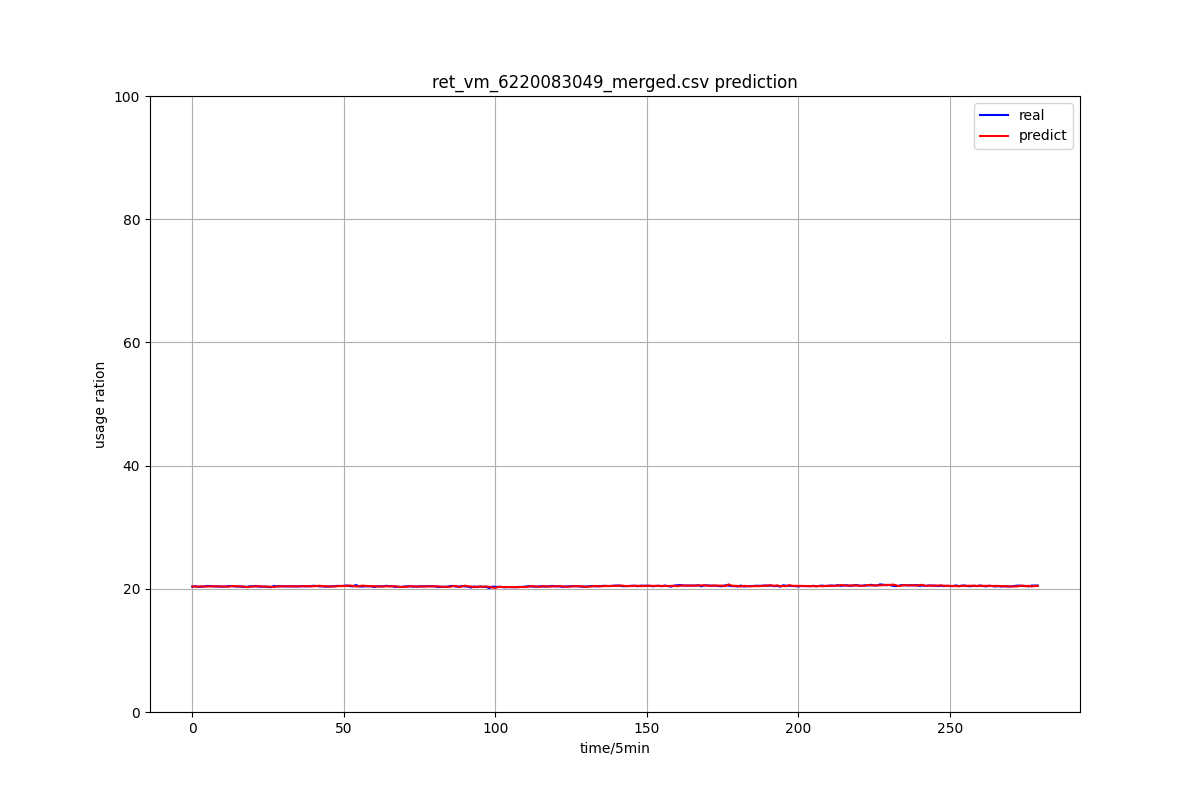 ret_vm_6220083049_merged.csv prediction
real
predict
100
80
60
40
20
0
usage ration
0 50 100 150 200 250
time/5min